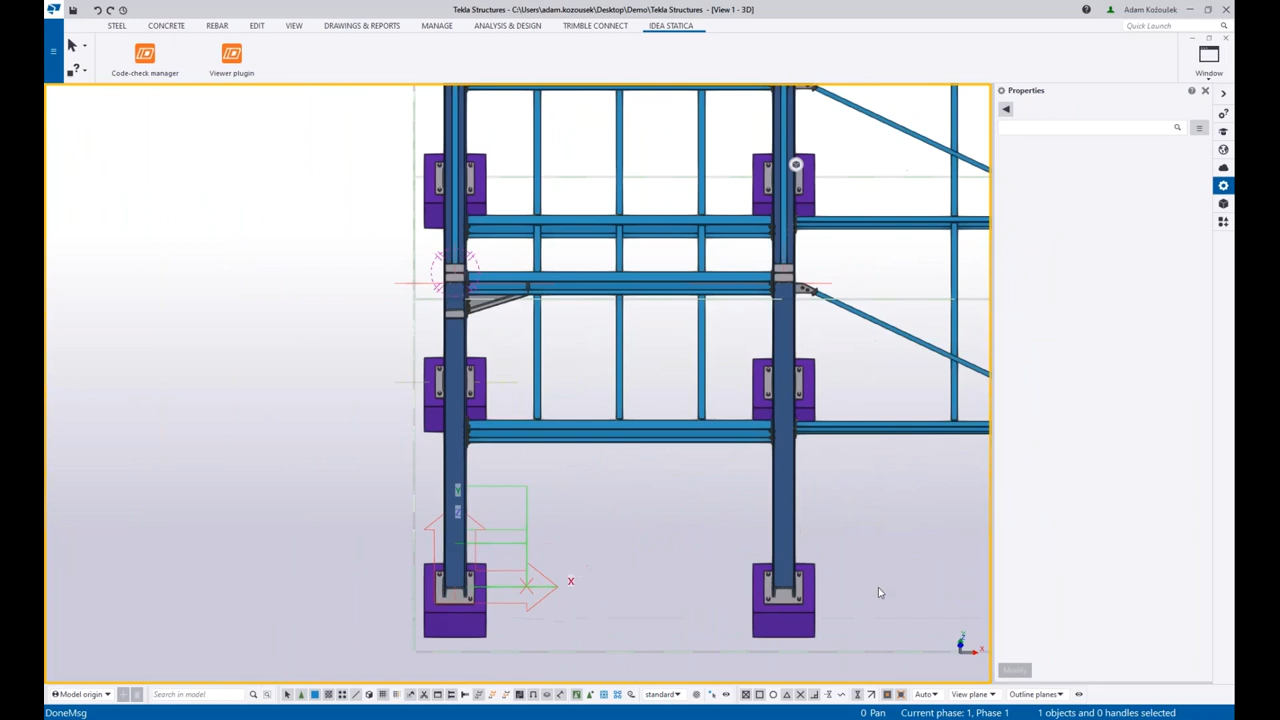 Tekla Structures - C:\Users\adam.kozousek\Desktop\Demo\Tekla Structures - [View 1 - 3D]
Adam Kožoušek
STEEL CONCRETE REBAR EDIT VIEW DRAWINGS & REPORTS MANAGE ANALYSIS & DESIGN TRIMBLE CONNECT IDEA STATICA
Quick Launch
Code-check manager
Viewer plugin
Window
Properties
X
Z
X
Modify
Model origin
Search in model
standard
Auto
View plane
Outline planes
DoneMsg
0 Pan
Current phase: 1, Phase 1
1 objects and 0 handles selected